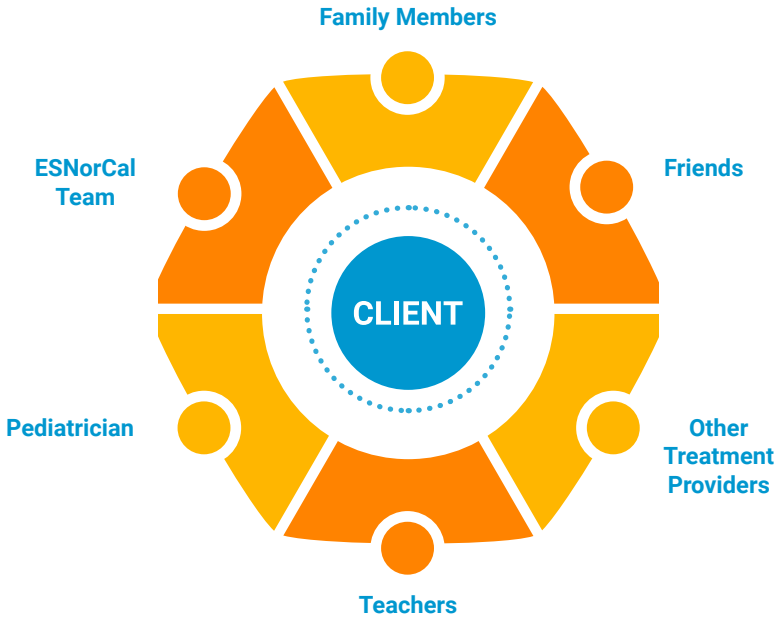 Family Members
ESNorCal
Team
Friends
CLIENT
Pediatrician
Other
Treatment
Providers
Teachers